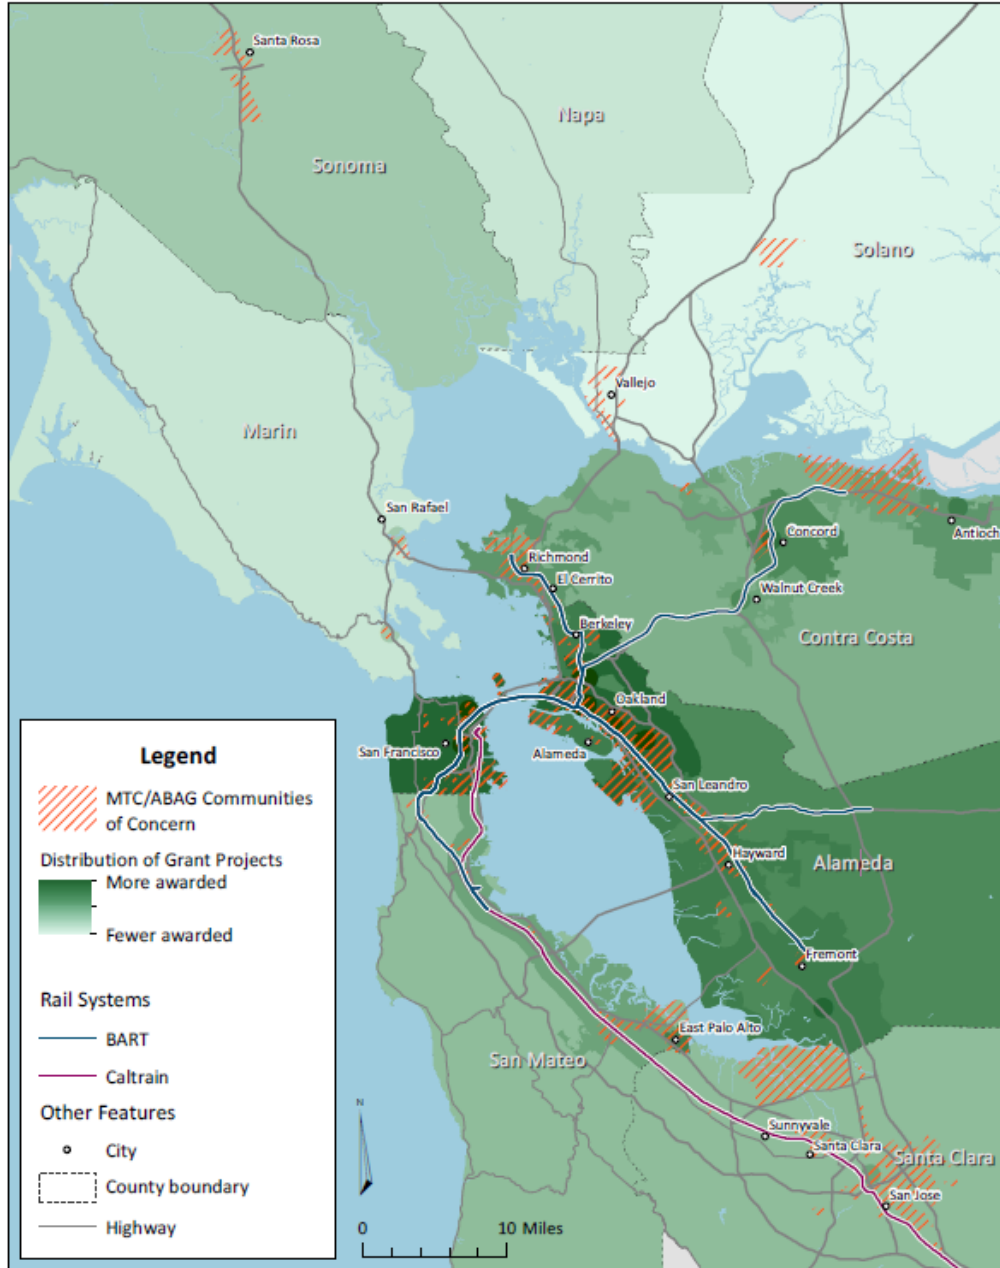 Santa Rosa
Napa
Sonoma
Solano
Vallejo
Marin
San Rafael
Antioch
Concord
Richmond
El Cerrito
Walnut Creek
Berkeley
Contra Costa
Oakland
San Francisco
Alameda
San Leandro
Hayward
Alameda
Fremont
East Palo Alto
San Mateo
Sunnyvale
Santa Clara
Santa Clara
San Jose
Legend
MTC/ABAG Communities
of Concern
Distribution of Grant Projects
More awarded
Fewer awarded
Rail Systems
BART
Caltrain
Other Features
City
County boundary
Highway
N
0 10 Miles